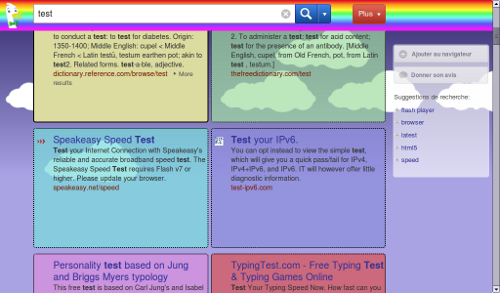 test
Plus
to conduct a test: to test for diabetes. Origin:
1350-1400; Middle English: cupel < Middle
French < Latin testu, testum earthen pot; akin to
test2. Related forms. test·a·ble, adjective.
dictionary.reference.com/browse/test • More
results
2. To administer a test: test for acid content;
test for the presence of an antibody. [Middle
English, cupel, from Old French, pot, from Latin
test , testum.]
thefreedictionary.com/test
Ajouter au navigateur
Donner son avis
Suggestions de recherche:
flash player
browser
latest
html5
speed
Speakeasy Speed Test
Test your Internet Connection with Speakeasy's
reliable and accurate broadband speed test. The
Speakeasy Speed Test requires Flash v7 or
higher. Please update your browser.
speakeasy.net/speed
Test your IPv6.
You can opt instead to view the simple test,
which will give you a quick pass/fail for IPv4,
IPv4+IPv6, and IPv6. IT will however offer little
diagnostic information.
test-ipv6.com
Personality test based on Jung
and Briggs Myers typology
This free test is based on Carl Jung's and Isabel
TypingTest.com - Free Typing Test
& Typing Games Online
Test Your Typing Speed Now. How fast can you